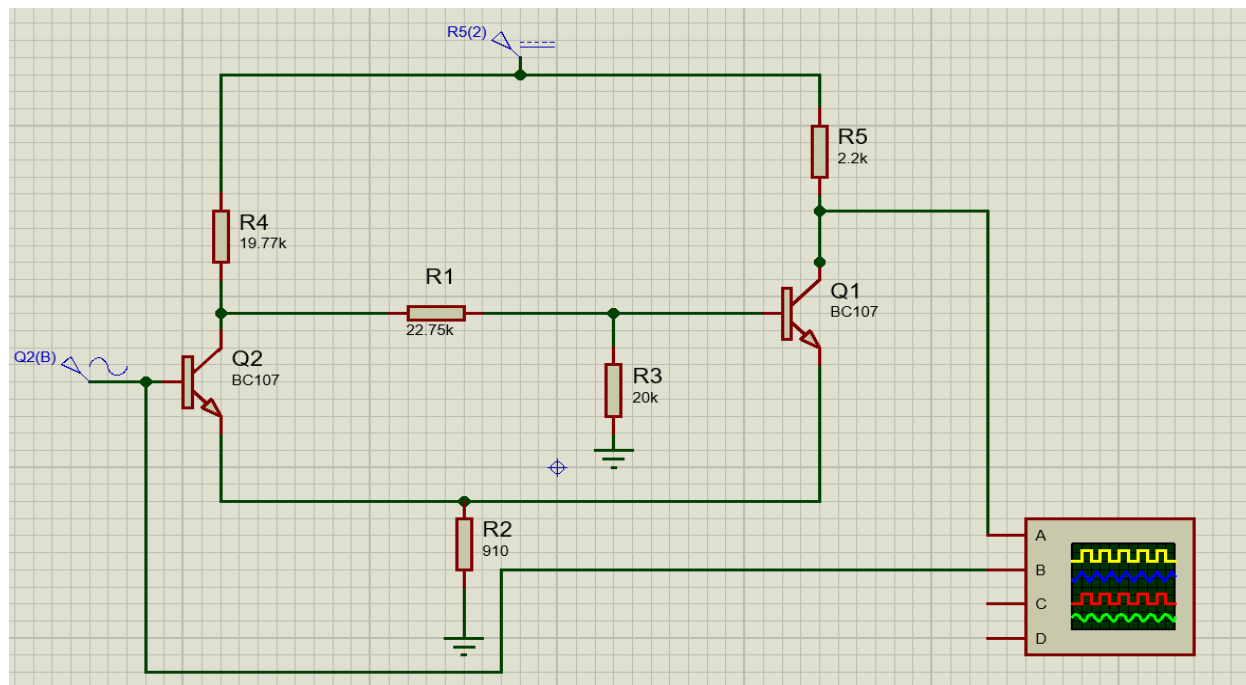 R5(2)
R5
2.2k
R4
19.77k
R1
22.75k
Q1
BC107
Q2(B)
Q2
BC107
R3
20k
R2
910
A
B
C
D